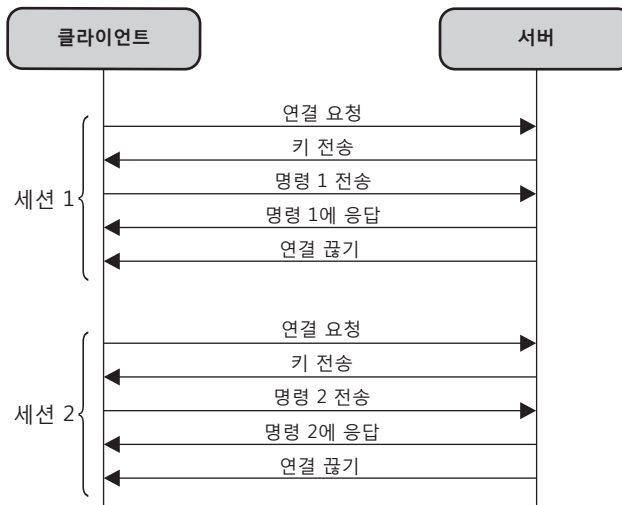 클라이언트
서버
세션 1
연결 요청
키 전송
명령 1 전송
명령 1에 응답
연결 끊기
세션 2
연결 요청
키 전송
명령 2 전송
명령 2에 응답
연결 끊기